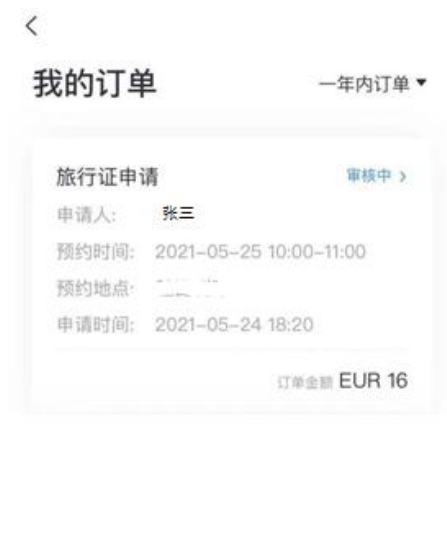 我的订单
一年内订单
旅行证申请
审核中
申请人: 张三
预约时间: 2021-05-25 10:00-11:00
预约地点:
申请时间: 2021-05-24 18:20
订单金额 EUR 16